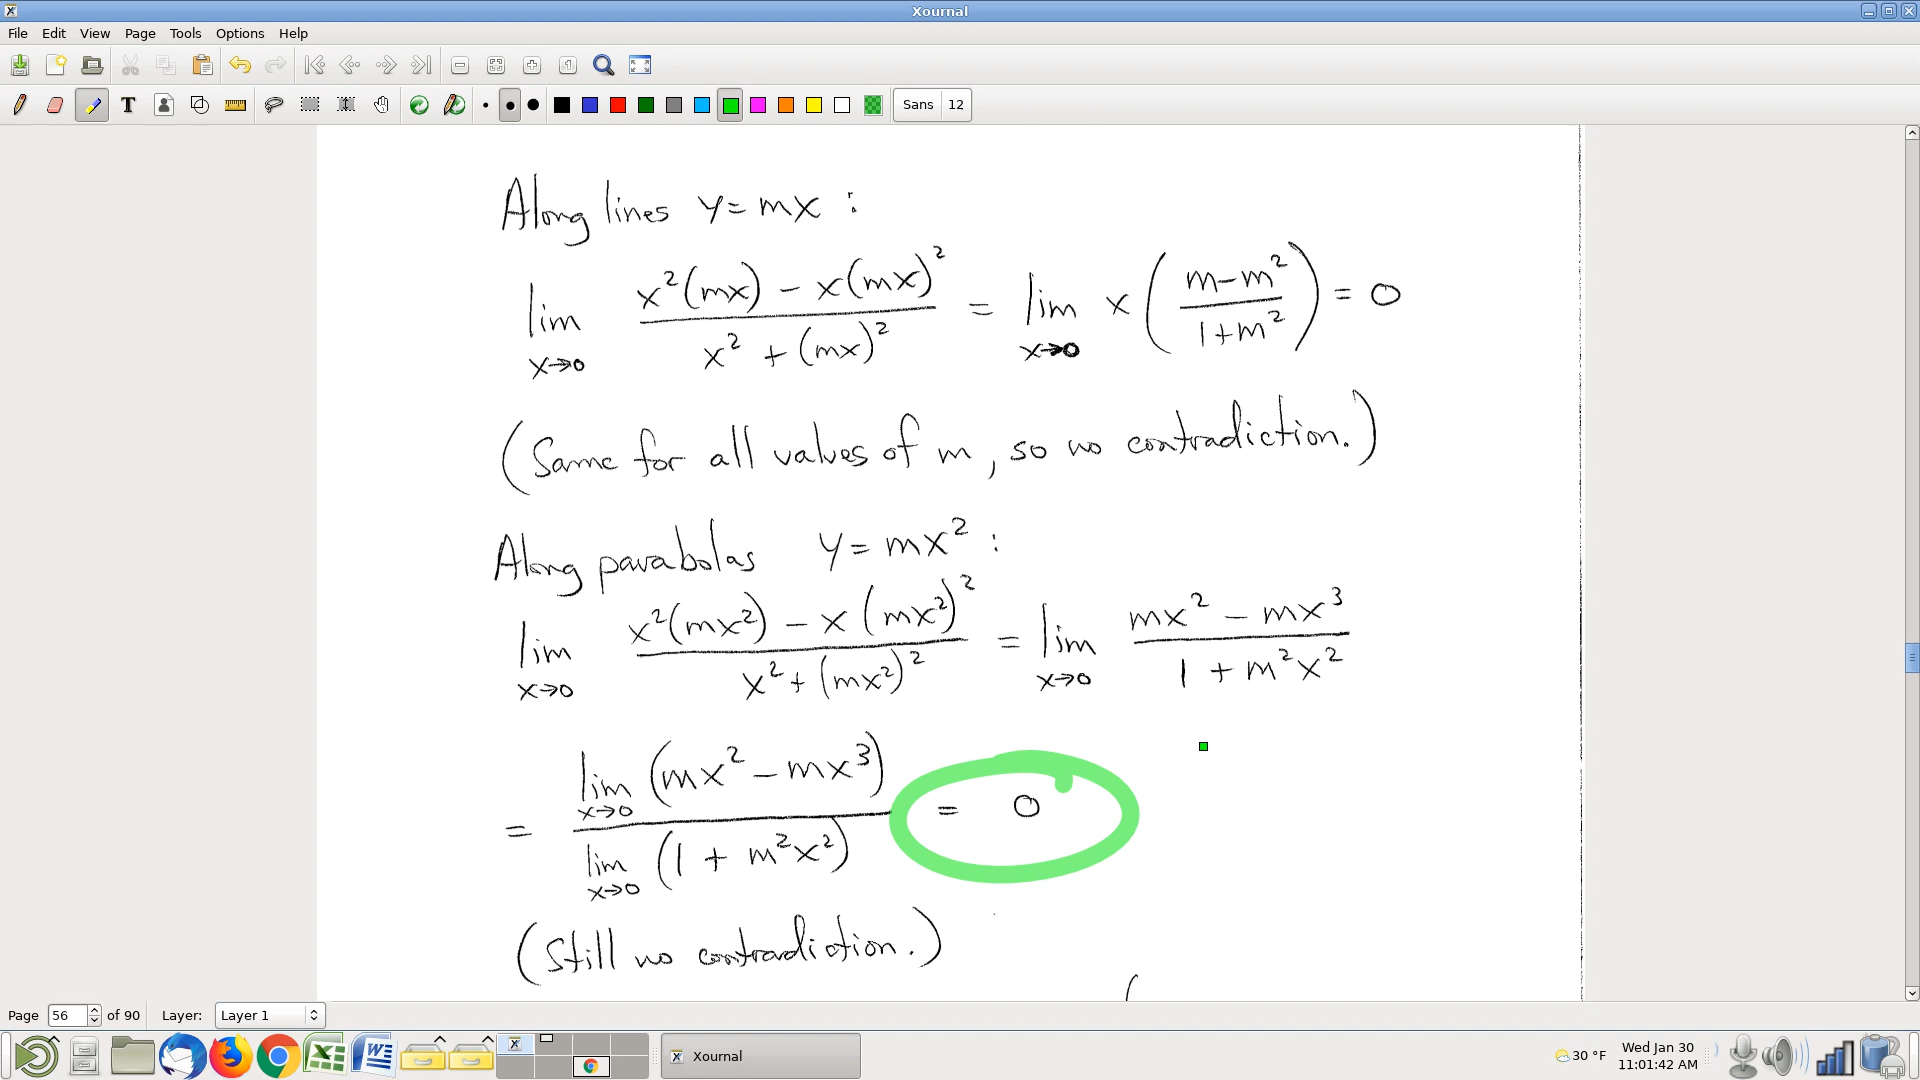 Xournal
File Edit View Page Tools Options Help
T Sans 12
Along lines y = mx :
lim x→0 (x²(mx) − x(mx)²) / (x² + (mx)²) = lim x→0 x ((m−m²) / (1+m²)) = 0
(Same for all values of m, so no contradiction.)
Along parabolas y = mx² :
lim x→0 (x²(mx²) − x(mx²)²) / (x² + (mx²)²) = lim x→0 (mx² − mx³) / (1 + m²x²)
= lim x→0 (mx² − mx³) / lim x→0 (1 + m²x²) = 0
(Still no contradiction.)
Page 56 of 90 Layer: Layer 1
Xournal 30 °F Wed Jan 30
11:01:42 AM